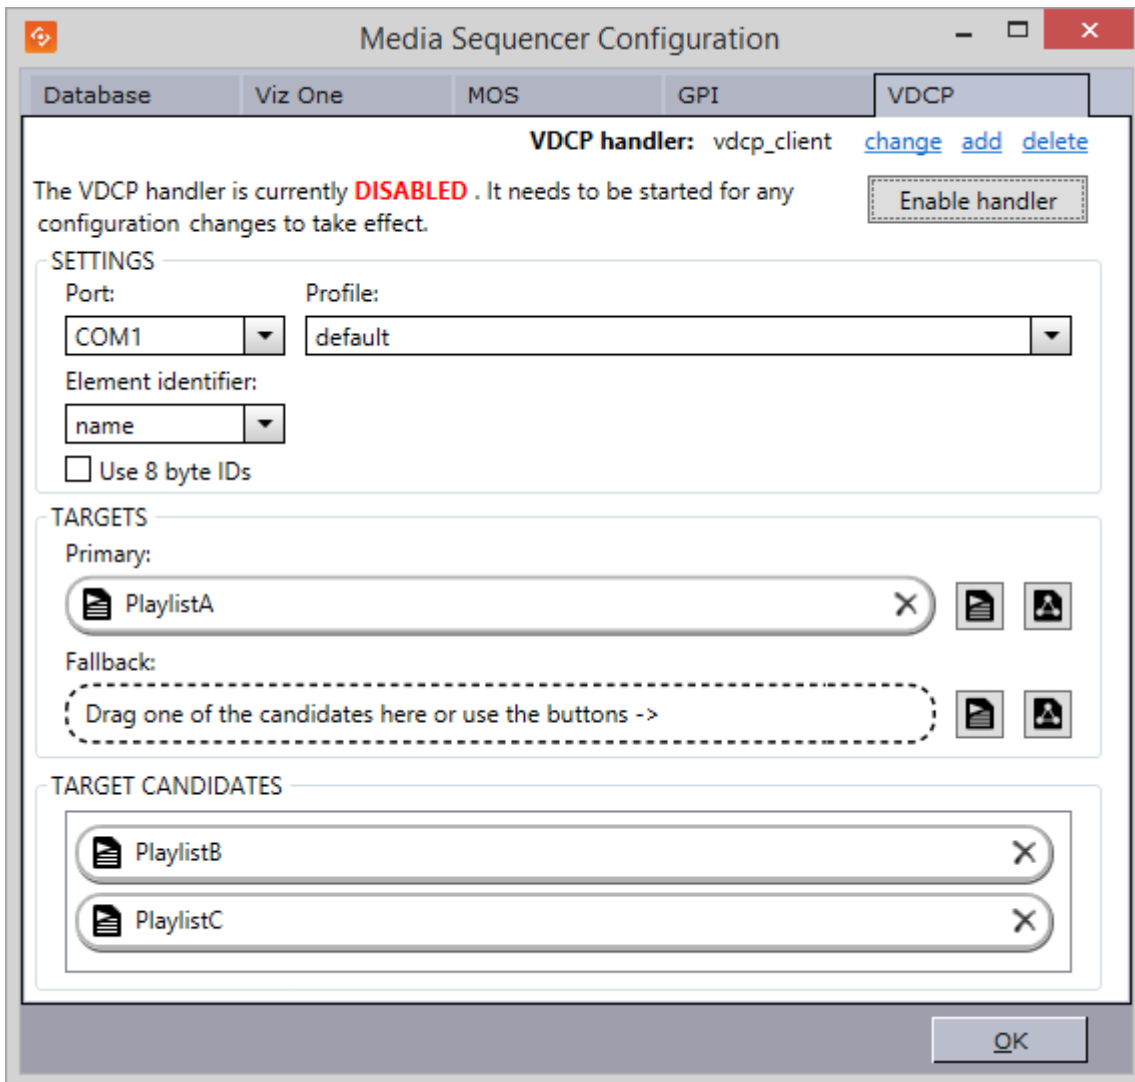 Media Sequencer Configuration
Database Viz One MOS GPI VDCP
VDCP handler: vdcp_client change add delete
The VDCP handler is currently DISABLED . It needs to be started for any
configuration changes to take effect.
Enable handler
SETTINGS
Port: Profile:
COM1 default
Element identifier:
name
Use 8 byte IDs
TARGETS
Primary:
PlaylistA
Fallback:
Drag one of the candidates here or use the buttons ->
TARGET CANDIDATES
PlaylistB
PlaylistC
OK